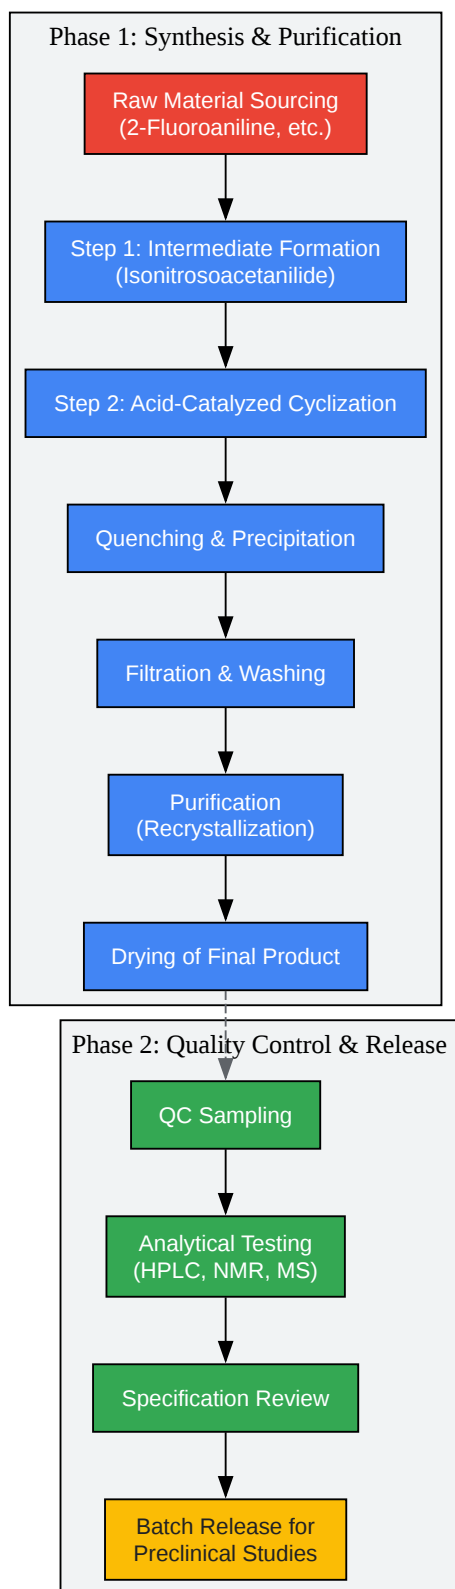 Phase 1: Synthesis & Purification
Raw Material Sourcing
(2-Fluoroaniline, etc.)
Step 1: Intermediate Formation
(Isonitrosoacetanilide)
Step 2: Acid-Catalyzed Cyclization
Quenching & Precipitation
Filtration & Washing
Purification
(Recrystallization)
Drying of Final Product
Phase 2: Quality Control & Release
QC Sampling
Analytical Testing
(HPLC, NMR, MS)
Specification Review
Batch Release for
Preclinical Studies